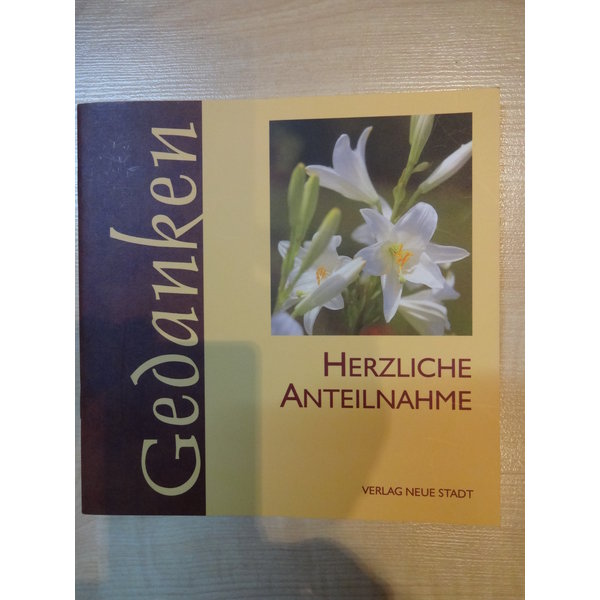 Gedanken
HERZLICHE
ANTEILNAHME
VERLAG NEUE STADT